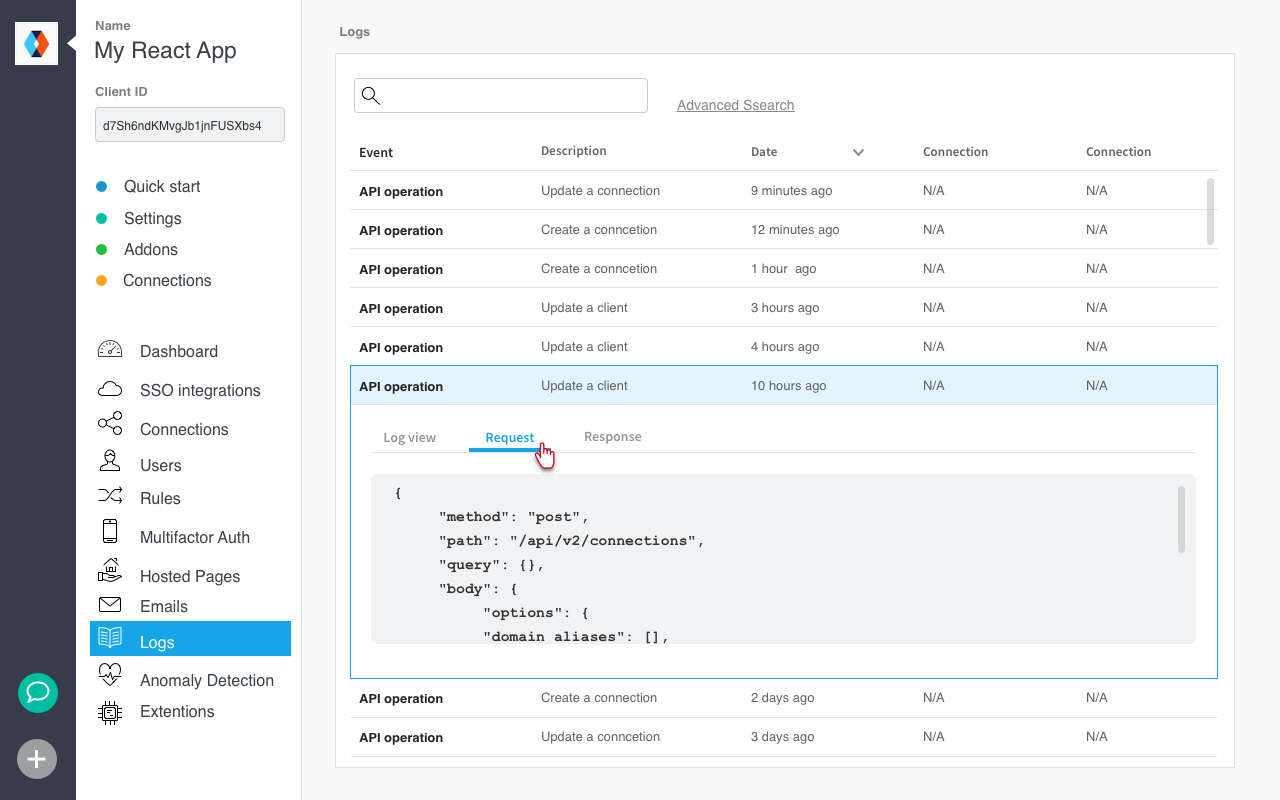 Name
My React App
Client ID
d7Sh6ndKMvgJb1jnFUSXbs4
Quick start
Settings
Addons
Connections
Dashboard
SSO integrations
Connections
Users
Rules
Multifactor Auth
Hosted Pages
Emails
Logs
Anomaly Detection
Extentions
Logs
Advanced Ssearch
Event Description Date Connection Connection
API operation Update a connection 9 minutes ago N/A N/A
API operation Create a conncetion 12 minutes ago N/A N/A
API operation Create a conncetion 1 hour  ago N/A N/A
API operation Update a client 3 hours ago N/A N/A
API operation Update a client 4 hours ago N/A N/A
API operation Update a client 10 hours ago N/A N/A
Log view Request Response
{
"method": "post",
"path": "/api/v2/connections",
"query": {},
"body": {
"options": {
"domain aliases": [],
API operation Create a connection 2 days ago N/A N/A
API operation Update a conncetion 3 days ago N/A N/A